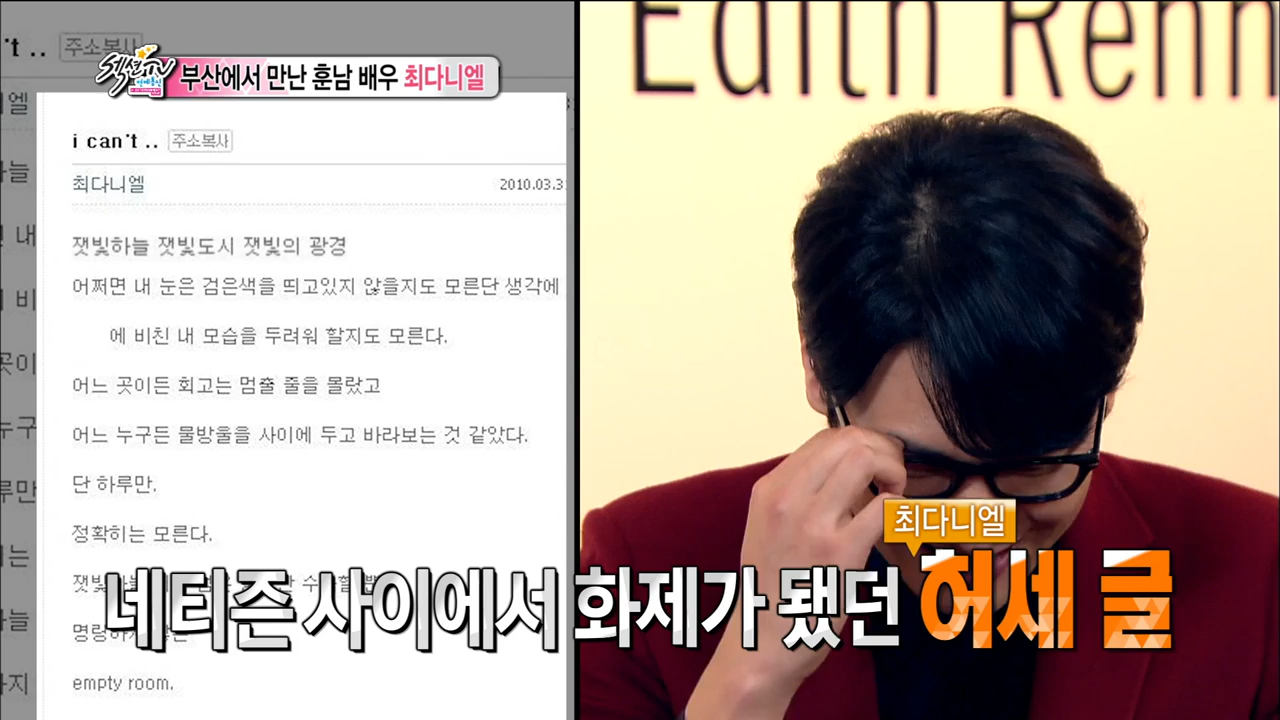 섹션TV
부산에서 만난 훈남 배우 최다니엘
Edith Renn
i can't .. 주소복사
최다니엘 2010.03.31
잿빛하늘 잿빛도시 잿빛의 광경
어쩌면 내 눈은 검은색을 띄고있지 않을지도 모른단 생각에
에 비친 내 모습을 두려워 할지도 모른다.
어느 곳이든 회고는 멈출 줄을 몰랐고
어느 누구든 물방울을 사이에 두고 바라보는 것 같았다.
단 하루만.
정확히는 모른다.
empty room.
최다니엘
네티즌 사이에서 화제가 됐던 허세 글